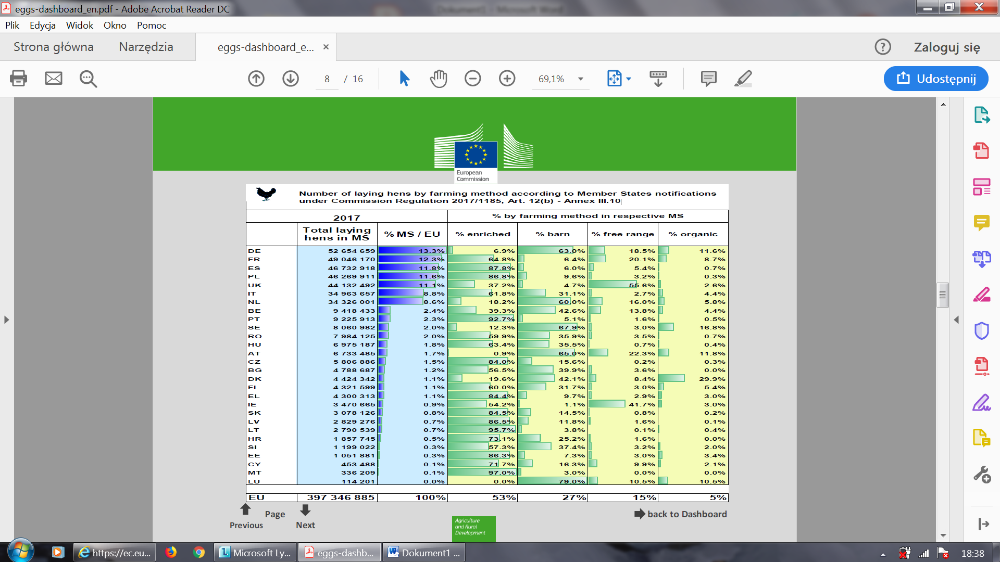 eggs-dashboard_en.pdf - Adobe Acrobat Reader DC
Dokument1 - Microsoft Word
Plik Edycja Widok Okno Pomoc
Strona główna Narzędzia eggs-dashboard_e... × ? Zaloguj się
8 / 16 69,1% Udostępnij
European
Commission
Number of laying hens by farming method according to Member States notifications
under Commission Regulation 2017/1185, Art. 12(b) - Annex III.10
2017 % by farming method in respective MS
Total laying hens in MS % MS / EU % enriched % barn % free range % organic
DE 52 654 659 13.3% 6.9% 63.0% 18.5% 11.6%
FR 49 046 170 12.3% 64.8% 6.4% 20.1% 8.7%
ES 46 732 918 11.8% 87.8% 6.0% 5.4% 0.7%
PL 46 269 911 11.6% 86.8% 9.6% 3.2% 0.3%
UK 44 132 492 11.1% 37.2% 4.7% 55.6% 2.6%
IT 34 963 657 8.8% 61.8% 31.1% 2.7% 4.4%
NL 34 326 001 8.6% 18.2% 60.0% 16.0% 5.8%
BE 9 418 433 2.4% 39.3% 42.6% 13.8% 4.4%
PT 9 225 913 2.3% 92.7% 5.1% 1.6% 0.5%
SE 8 060 982 2.0% 12.3% 67.9% 3.0% 16.8%
RO 7 984 125 2.0% 59.9% 35.9% 3.5% 0.7%
HU 6 975 187 1.8% 63.4% 35.5% 0.7% 0.4%
AT 6 733 485 1.7% 0.9% 65.0% 22.3% 11.8%
CZ 5 806 886 1.5% 84.0% 15.6% 0.2% 0.3%
BG 4 788 687 1.2% 56.5% 39.9% 3.6% 0.0%
DK 4 424 342 1.1% 19.6% 42.1% 8.4% 29.9%
FI 4 321 599 1.1% 60.0% 31.7% 3.0% 5.4%
EL 4 300 313 1.1% 84.4% 9.7% 2.9% 3.0%
IE 3 470 665 0.9% 54.2% 1.1% 41.7% 3.0%
SK 3 078 126 0.8% 84.5% 14.5% 0.8% 0.2%
LV 2 829 276 0.7% 86.5% 11.8% 1.6% 0.1%
LT 2 790 539 0.7% 95.7% 3.8% 0.1% 0.4%
HR 1 857 745 0.5% 73.1% 25.2% 1.6% 0.0%
SI 1 199 022 0.3% 57.3% 37.4% 3.2% 2.0%
EE 1 051 881 0.3% 86.3% 7.3% 3.0% 3.4%
CY 453 488 0.1% 71.7% 16.3% 9.9% 2.1%
MT 336 209 0.1% 97.0% 3.0% 0.0% 0.0%
LU 114 201 0.0% 0.0% 79.0% 10.5% 10.5%
EU 397 346 885 100% 53% 27% 15% 5%
Previous Page Next back to Dashboard
Agriculture
and Rural
Development
https://ec.eu... Microsoft Ly... eggs-dashb... Dokument1 ... 18:38